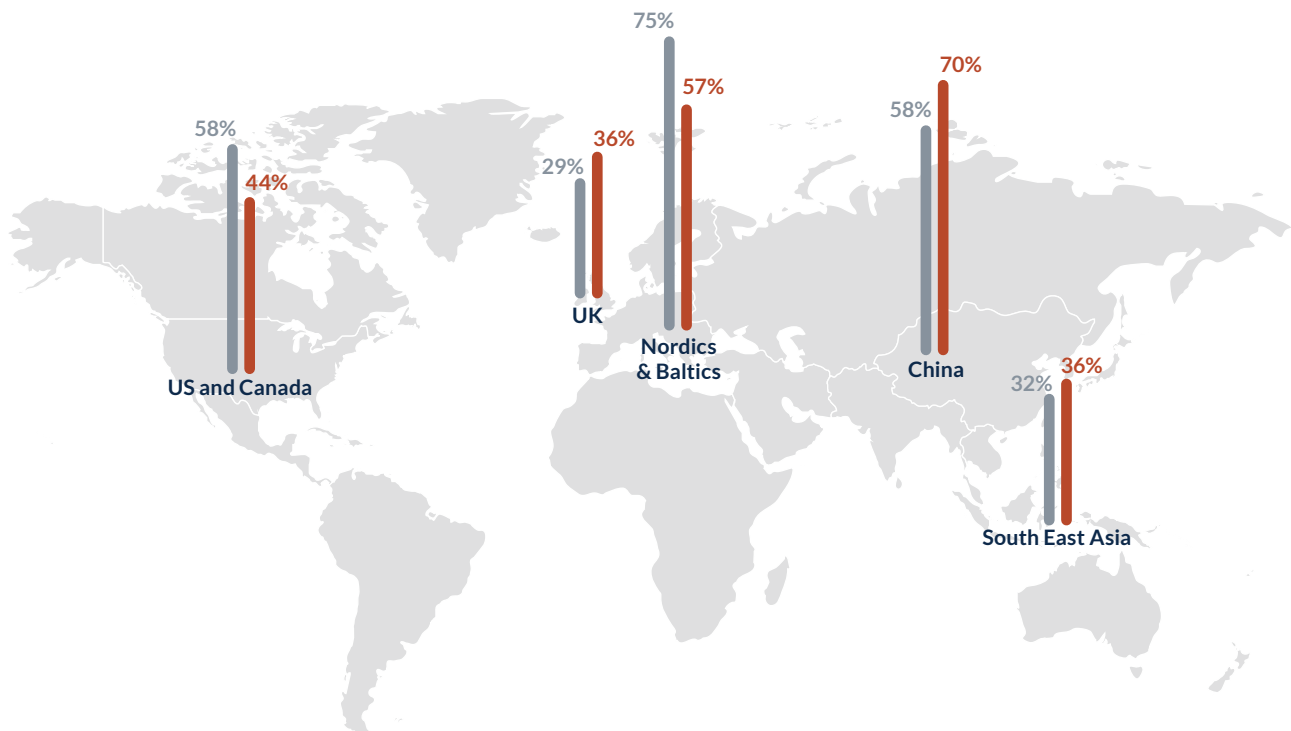 58%
44%
US and Canada
29%
36%
UK
75%
57%
Nordics
& Baltics
58%
70%
China
32%
36%
South East Asia